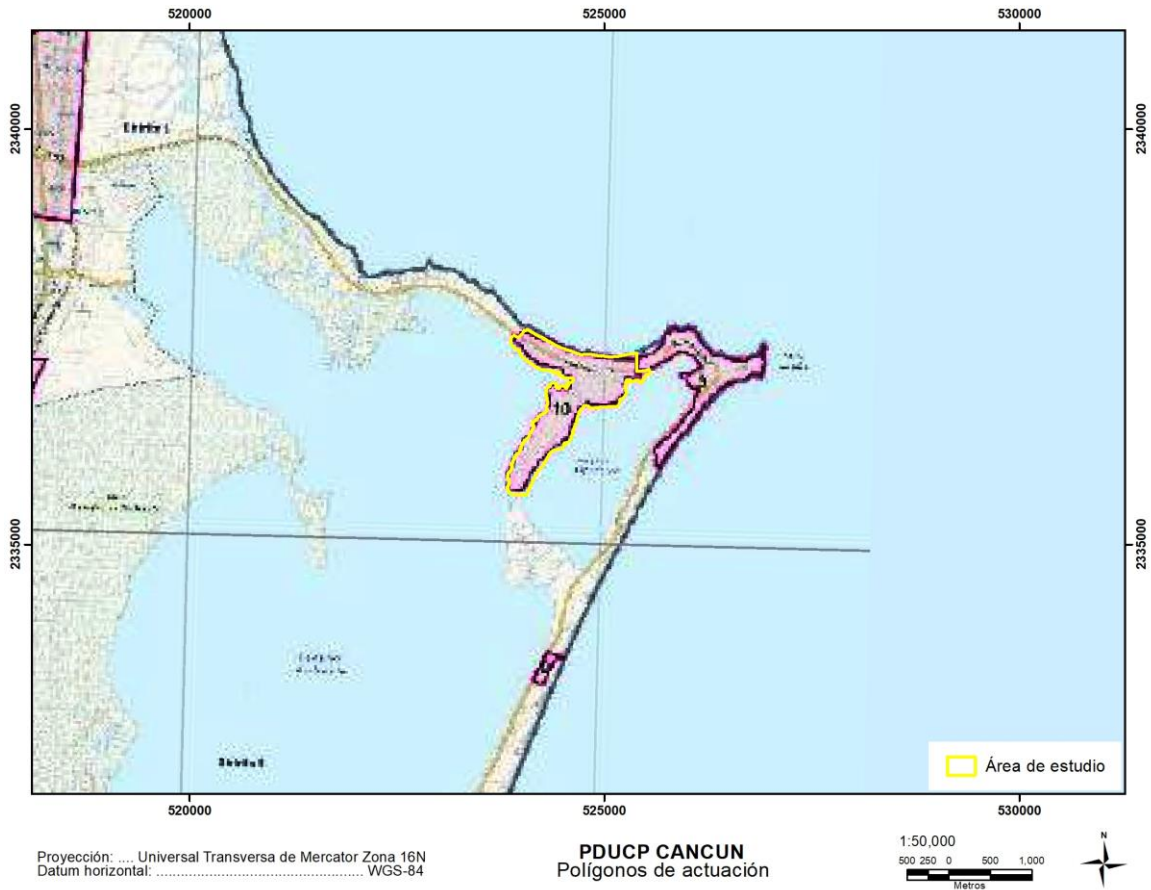 520000 525000 530000
2340000 2340000
10
2335000 2335000
Área de estudio
520000 525000 530000
Proyección: .... Universal Transversa de Mercator Zona 16N
Datum horizontal: .................................................. WGS-84
PDUCP CANCUN
Polígonos de actuación
1:50,000
500 250 0 500 1,000
Metros
N